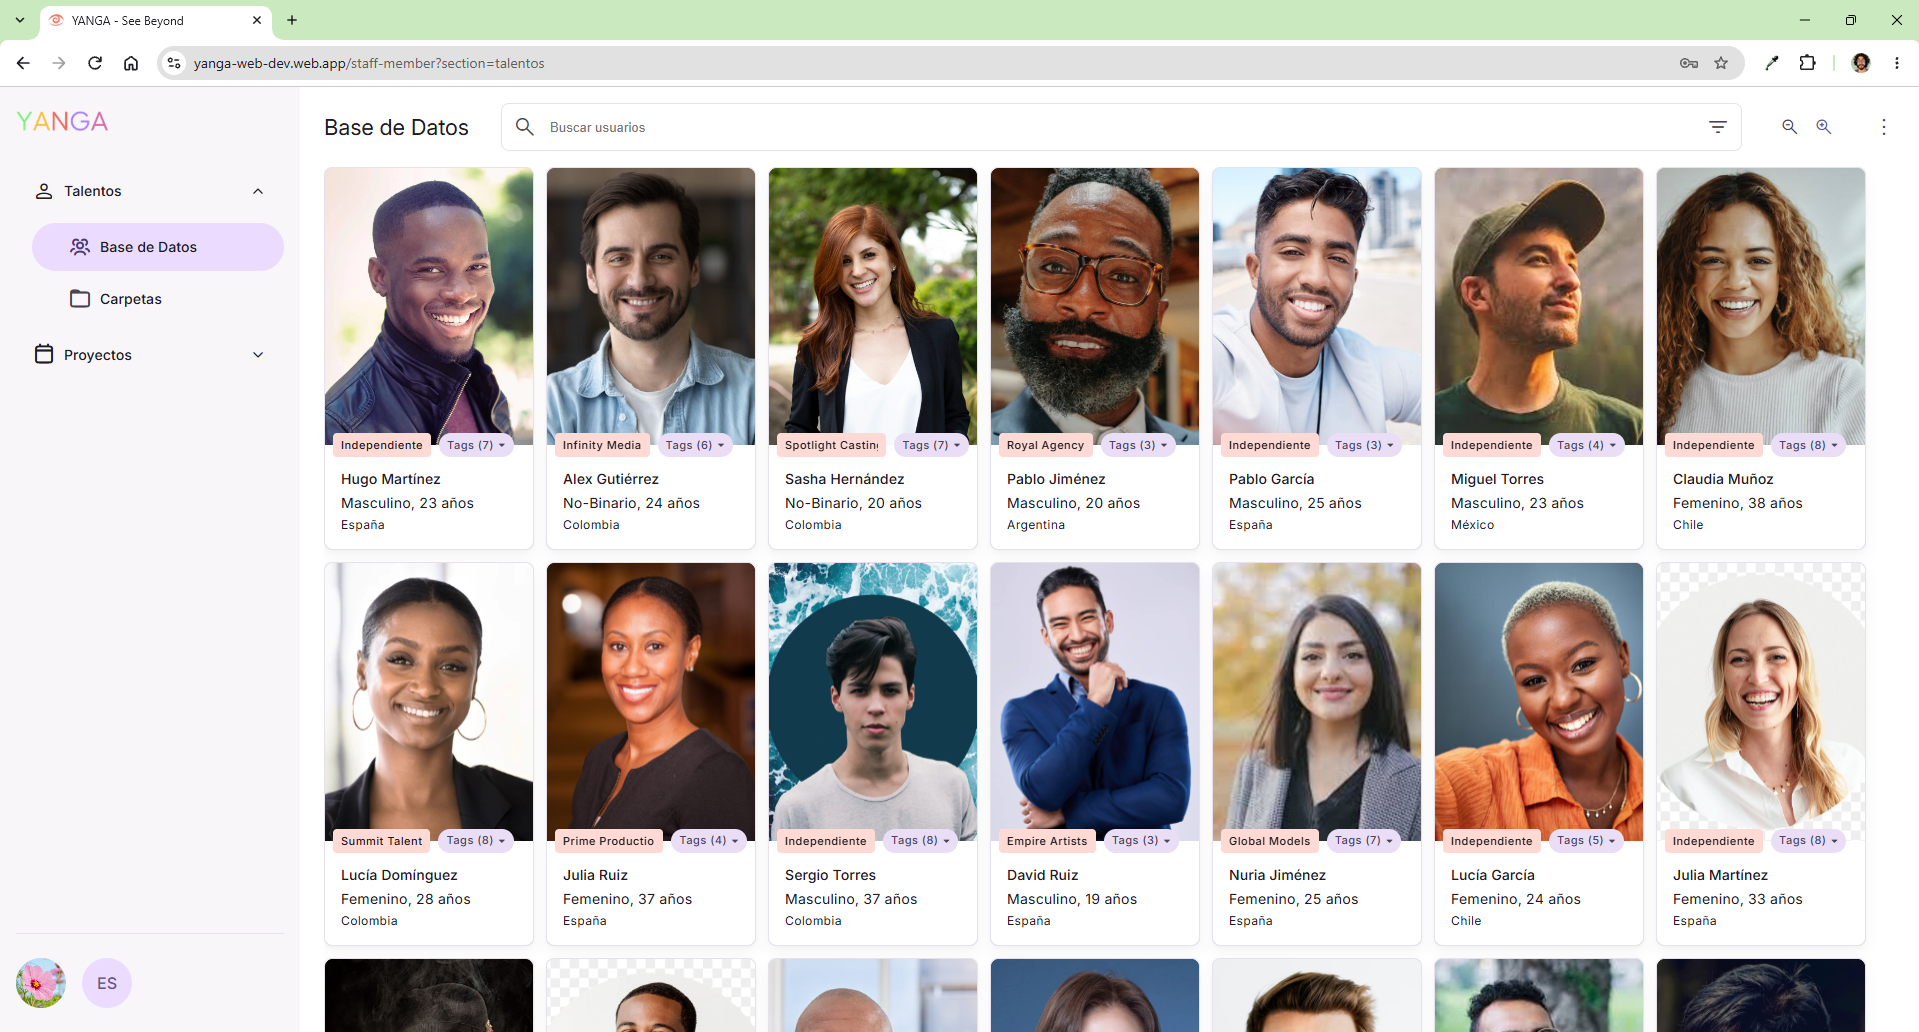 YANGA - See Beyond
yanga-web-dev.web.app/staff-member?section=talentos
YANGA
Talentos
Base de Datos
Carpetas
Proyectos
ES
Base de Datos
Buscar usuarios
Independiente Tags (7)
Hugo Martínez
Masculino, 23 años
España
Infinity Media Tags (6)
Alex Gutiérrez
No-Binario, 24 años
Colombia
Spotlight Casting Tags (7)
Sasha Hernández
No-Binario, 20 años
Colombia
Royal Agency Tags (3)
Pablo Jiménez
Masculino, 20 años
Argentina
Independiente Tags (3)
Pablo García
Masculino, 25 años
España
Independiente Tags (4)
Miguel Torres
Masculino, 23 años
México
Independiente Tags (8)
Claudia Muñoz
Femenino, 38 años
Chile
Summit Talent Tags (8)
Lucía Domínguez
Femenino, 28 años
Colombia
Prime Productio Tags (4)
Julia Ruiz
Femenino, 37 años
España
Independiente Tags (8)
Sergio Torres
Masculino, 37 años
Colombia
Empire Artists Tags (3)
David Ruiz
Masculino, 19 años
España
Global Models Tags (7)
Nuria Jiménez
Femenino, 25 años
España
Independiente Tags (5)
Lucía García
Femenino, 24 años
Chile
Independiente Tags (8)
Julia Martínez
Femenino, 33 años
España